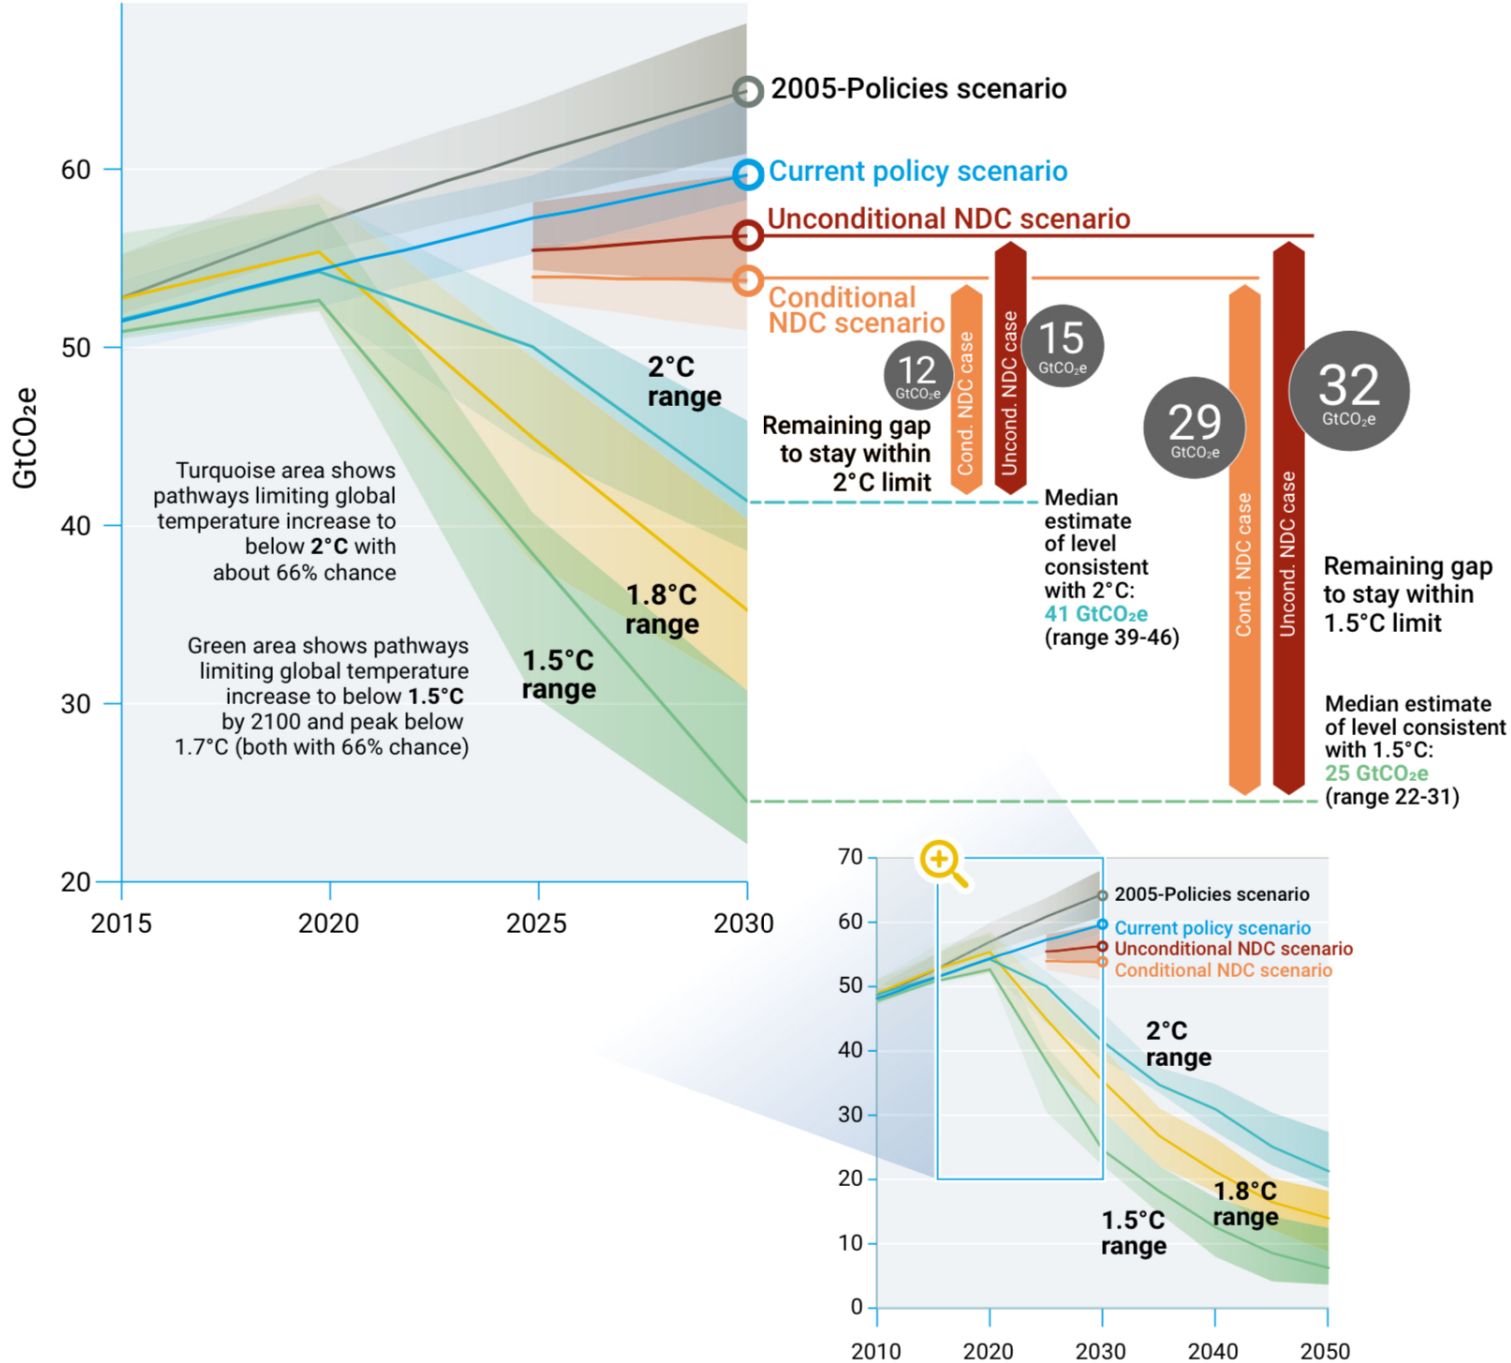 GtCO₂e
60
50
40
30
20
2015
2020
2025
2030
2005-Policies scenario
Current policy scenario
Unconditional NDC scenario
Conditional
NDC scenario
2°C
range
1.8°C
range
1.5°C
range
Turquoise area shows
pathways limiting global
temperature increase to
below 2°C with
about 66% chance
Green area shows pathways
limiting global temperature
increase to below 1.5°C
by 2100 and peak below
1.7°C (both with 66% chance)
12
GtCO₂e
Cond. NDC case
Uncond. NDC case
15
GtCO₂e
Remaining gap
to stay within
2°C limit
Median
estimate
of level
consistent
with 2°C:
41 GtCO₂e
(range 39-46)
29
GtCO₂e
Cond. NDC case
Uncond. NDC case
32
GtCO₂e
Remaining gap
to stay within
1.5°C limit
Median estimate
of level consistent
with 1.5°C:
25 GtCO₂e
(range 22-31)
70
60
50
40
30
20
10
0
2010
2020
2030
2040
2050
2005-Policies scenario
Current policy scenario
Unconditional NDC scenario
Conditional NDC scenario
2°C
range
1.8°C
range
1.5°C
range